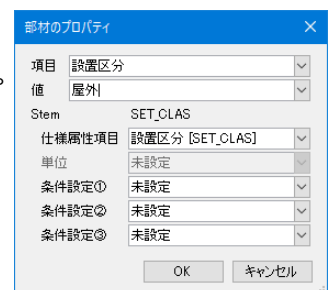 部材のプロパティ
項目 設置区分
値 屋外
Stem SET_CLAS
仕様属性項目 設置区分 [SET_CLAS]
単位 未設定
条件設定① 未設定
条件設定② 未設定
条件設定③ 未設定
OK キャンセル